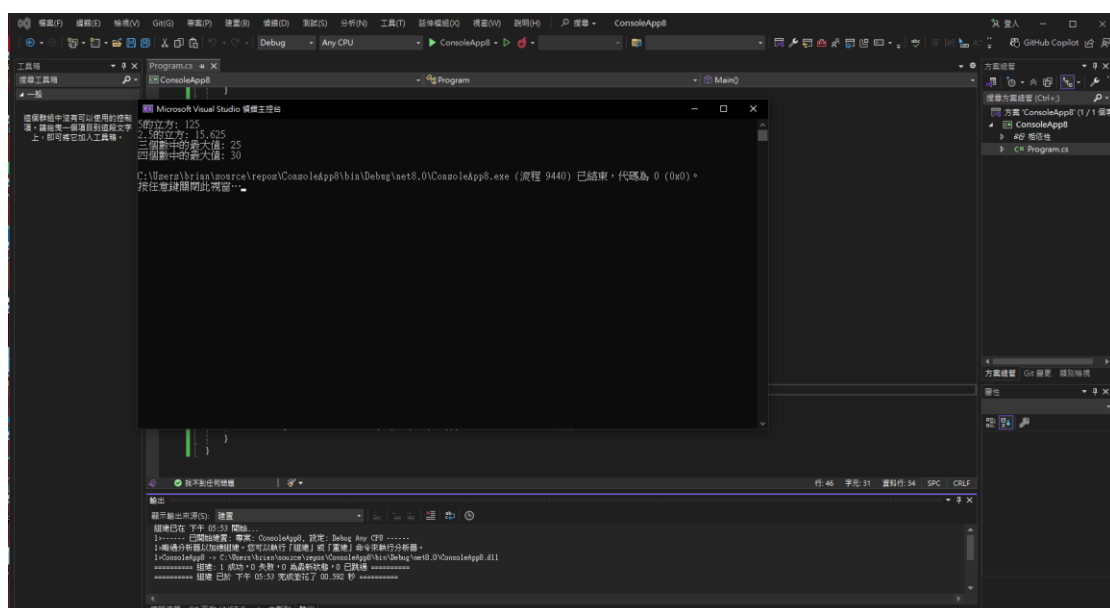 檔案(F) 編輯(E) 檢視(V) Git(G) 專案(P) 建置(B) 偵錯(D) 測試(S) 分析(N) 工具(T) 延伸模組(X) 視窗(W) 說明(H) 搜尋 ConsoleApp8 登入
Debug Any CPU ConsoleApp8 GitHub Copilot
工具箱
搜尋工具箱
一般
這個群組中沒有可以使用的控制
項。請拖曳一個項目到這段文字
上，即可將它加入工具箱。
Program.cs
ConsoleApp8 Program Main()
Microsoft Visual Studio 偵錯主控台
5的立方: 125
2.5的立方: 15.625
三個數中的最大值: 25
四個數中的最大值: 30
C:\Users\brian\source\repos\ConsoleApp8\bin\Debug\net8.0\ConsoleApp8.exe (流程 9440) 已結束，代碼為 0 (0x0)。
按任意鍵關閉此視窗…
找不到任何問題
行: 46 字元: 31 資料行: 34 SPC CRLF
輸出
顯示輸出來源(S): 建置
組建已在 下午 05:53 開始...
1>------ 已開始建置: 專案: ConsoleApp8, 設定: Debug Any CPU ------
1>略過分析器以加速組建。您可以執行「組建」或「重建」命令來執行分析器。
1>ConsoleApp8 -> C:\Users\brian\source\repos\ConsoleApp8\bin\Debug\net8.0\ConsoleApp8.dll
========== 組建: 1 成功，0 失敗，0 為最新狀態，0 已跳過 ==========
========== 組建 已於 下午 05:53 完成並花了 00.592 秒 ==========
方案總管
搜尋方案總管 (Ctrl+;)
方案 'ConsoleApp8' (1 / 1 個專
ConsoleApp8
相依性
C# Program.cs
方案總管 Git 變更 類別檢視
屬性